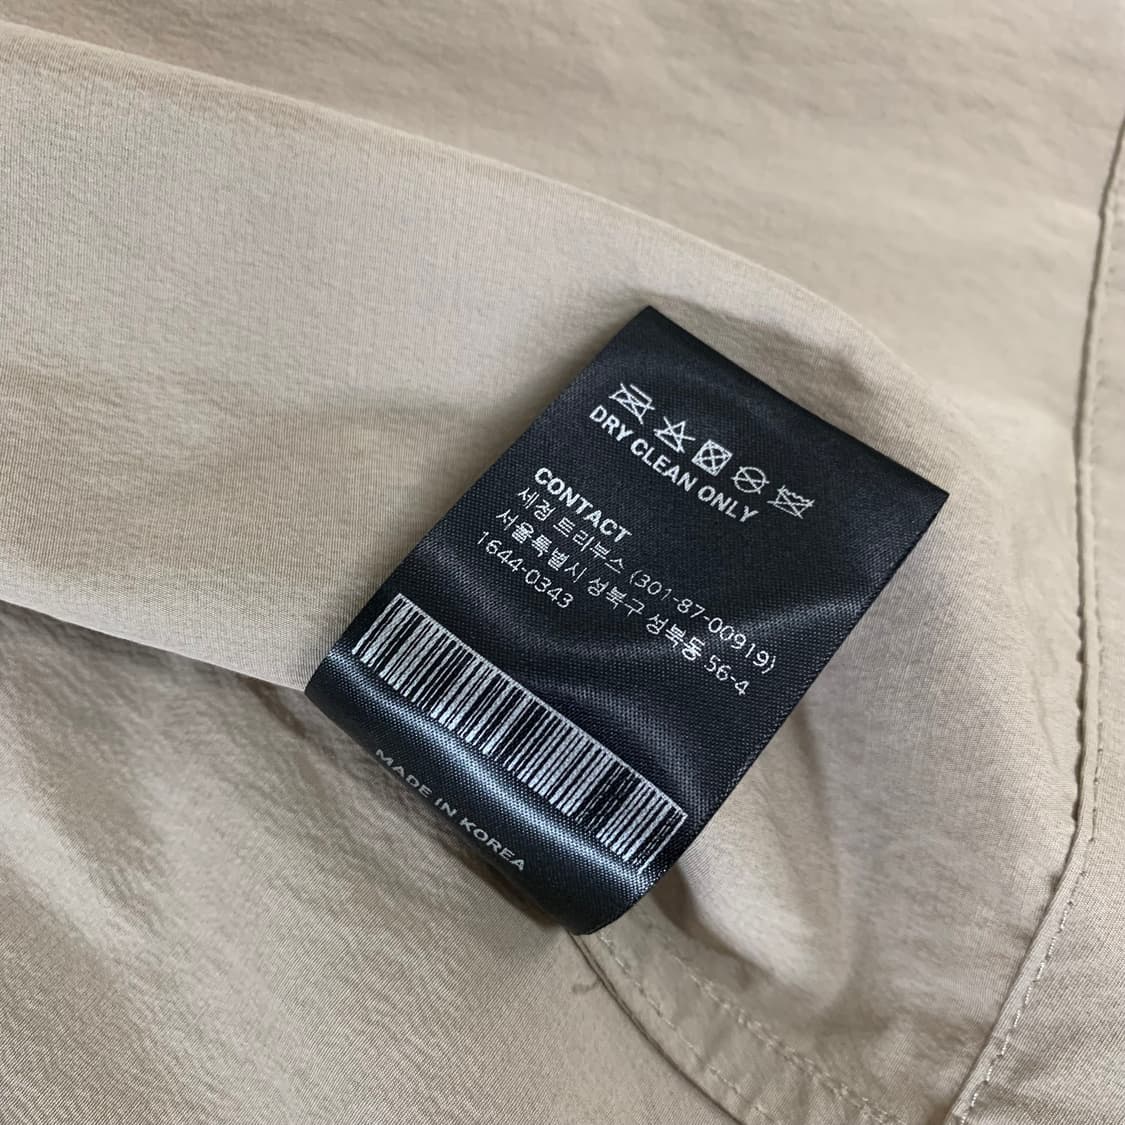 DRY CLEAN ONLY
CONTACT
세정 트리부스 (301-87-00919)
서울특별시 성북구 성북동 56-4
1644-0343
MADE IN KOREA